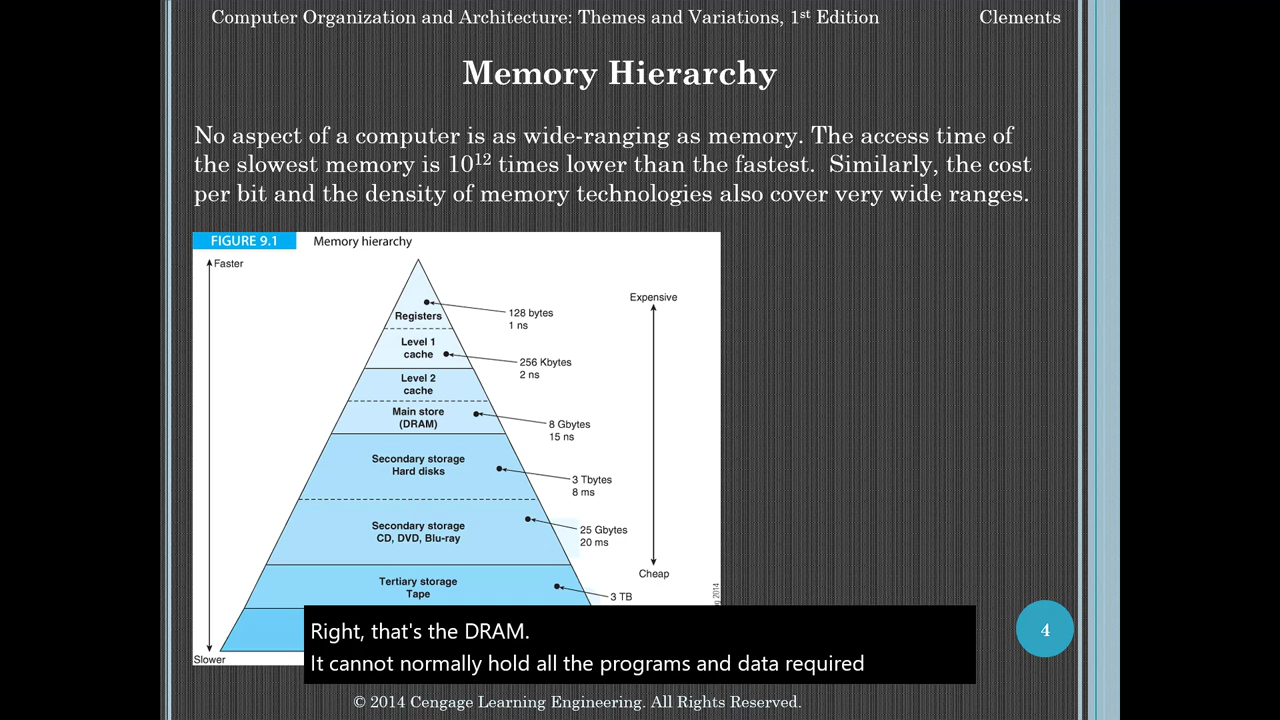 Computer Organization and Architecture: Themes and Variations, 1st Edition Clements
Memory Hierarchy
No aspect of a computer is as wide-ranging as memory. The access time of
the slowest memory is 10¹² times lower than the fastest. Similarly, the cost
per bit and the density of memory technologies also cover very wide ranges.
FIGURE 9.1 Memory hierarchy
Faster
Expensive
Registers
128 bytes
1 ns
Level 1
cache
256 Kbytes
2 ns
Level 2
cache
Main store
(DRAM)
8 Gbytes
15 ns
Secondary storage
Hard disks
3 Tbytes
8 ms
Secondary storage
CD, DVD, Blu-ray
25 Gbytes
20 ms
Cheap
Tertiary storage
Tape
3 TB
2014
Right, that's the DRAM.
It cannot normally hold all the programs and data required
Slower
4
© 2014 Cengage Learning Engineering. All Rights Reserved.